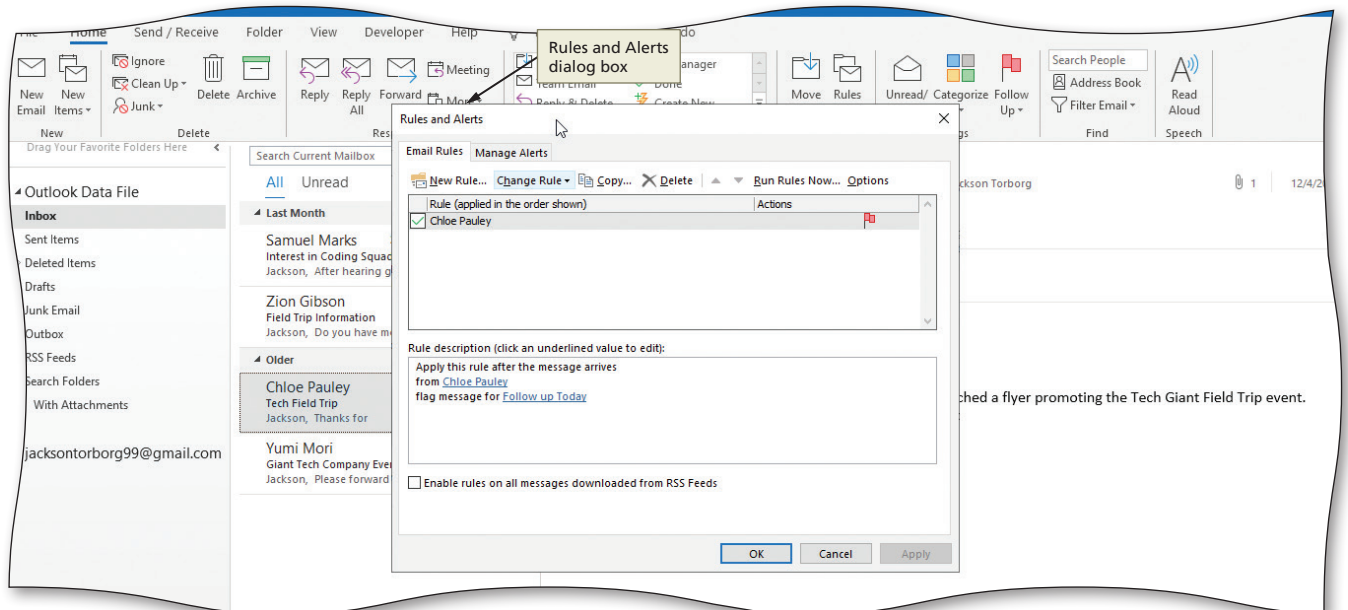 Home Send / Receive Folder View Developer Help
Rules and Alerts
dialog box
Ignore
Clean Up
Junk
New
Email
New
Items
Delete Archive
Reply Reply
All
Forward
Meeting
Team Email
Reply & Delete
Done
Create New
Move Rules
Unread/ Categorize Follow
Up
Search People
Address Book
Filter Email
Read
Aloud
New Delete Find Speech
Drag Your Favorite Folders Here
Outlook Data File
Inbox
Sent Items
Deleted Items
Drafts
Junk Email
Outbox
RSS Feeds
Search Folders
With Attachments
jacksontorborg99@gmail.com
Search Current Mailbox
All Unread
Last Month
Samuel Marks
Interest in Coding Squad
Jackson, After hearing g
Zion Gibson
Field Trip Information
Jackson, Do you have m
Older
Chloe Pauley
Tech Field Trip
Jackson, Thanks for
Yumi Mori
Giant Tech Company Eve
Jackson, Please forward
Rules and Alerts
Email Rules Manage Alerts
New Rule... Change Rule Copy... Delete Run Rules Now... Options
Rule (applied in the order shown) Actions
Chloe Pauley
Rule description (click an underlined value to edit):
Apply this rule after the message arrives
from Chloe Pauley
flag message for Follow up Today
Enable rules on all messages downloaded from RSS Feeds
OK Cancel Apply
ckson Torborg 1 12/4/20
ched a flyer promoting the Tech Giant Field Trip event.